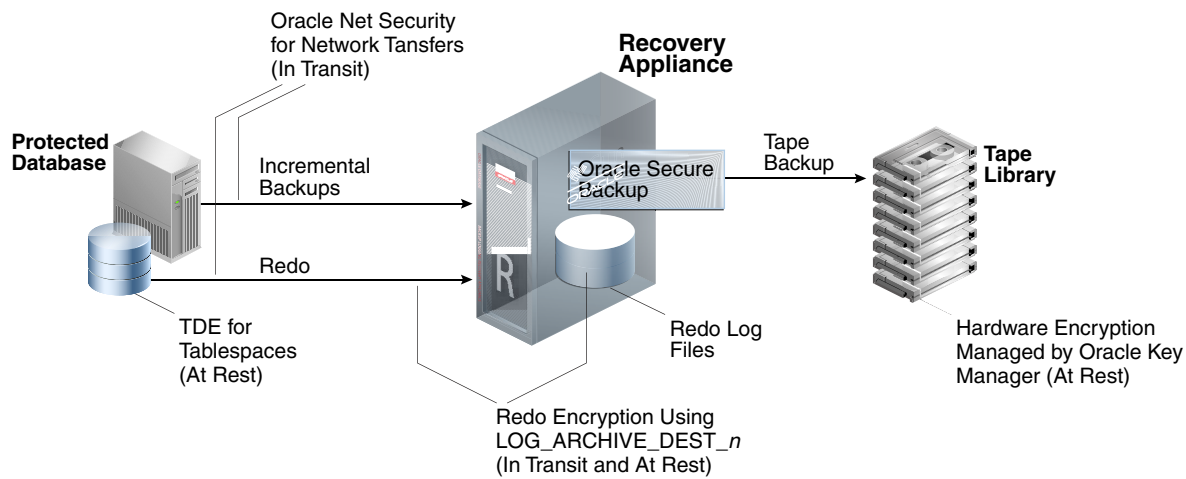 Oracle Net Security
for Network Tansfers
(In Transit)
Recovery
Appliance
Protected
Database
Incremental
Backups
Oracle Secure
Backup
Tape
Backup
Tape
Library
Redo
R
TDE for
Tablespaces
(At Rest)
Redo Log
Files
Hardware Encryption
Managed by Oracle Key
Manager (At Rest)
Redo Encryption Using
LOG_ARCHIVE_DEST_n
(In Transit and At Rest)